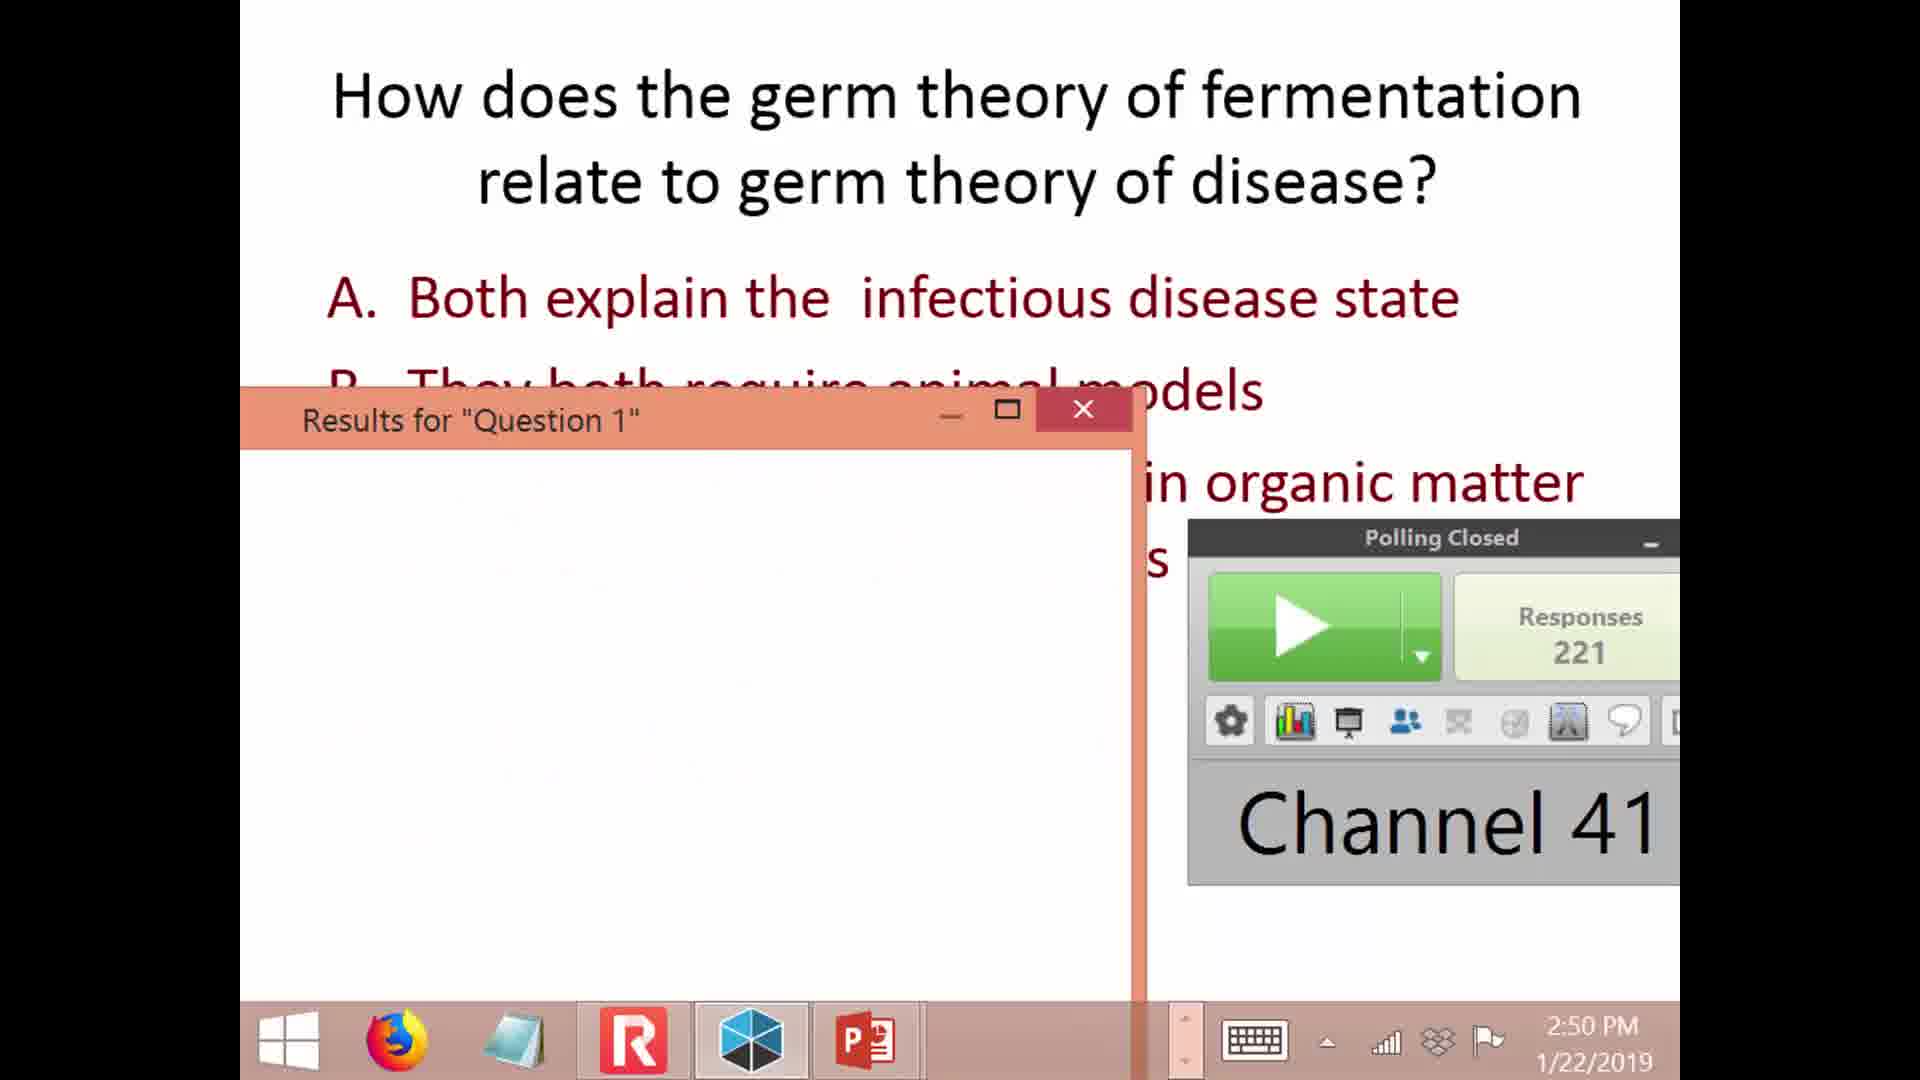 How does the germ theory of fermentation
relate to germ theory of disease?
A. Both explain the infectious disease state
B. They both require animal models
in organic matter
s
Results for "Question 1"
Polling Closed
Responses
221
Channel 41
2:50 PM
1/22/2019